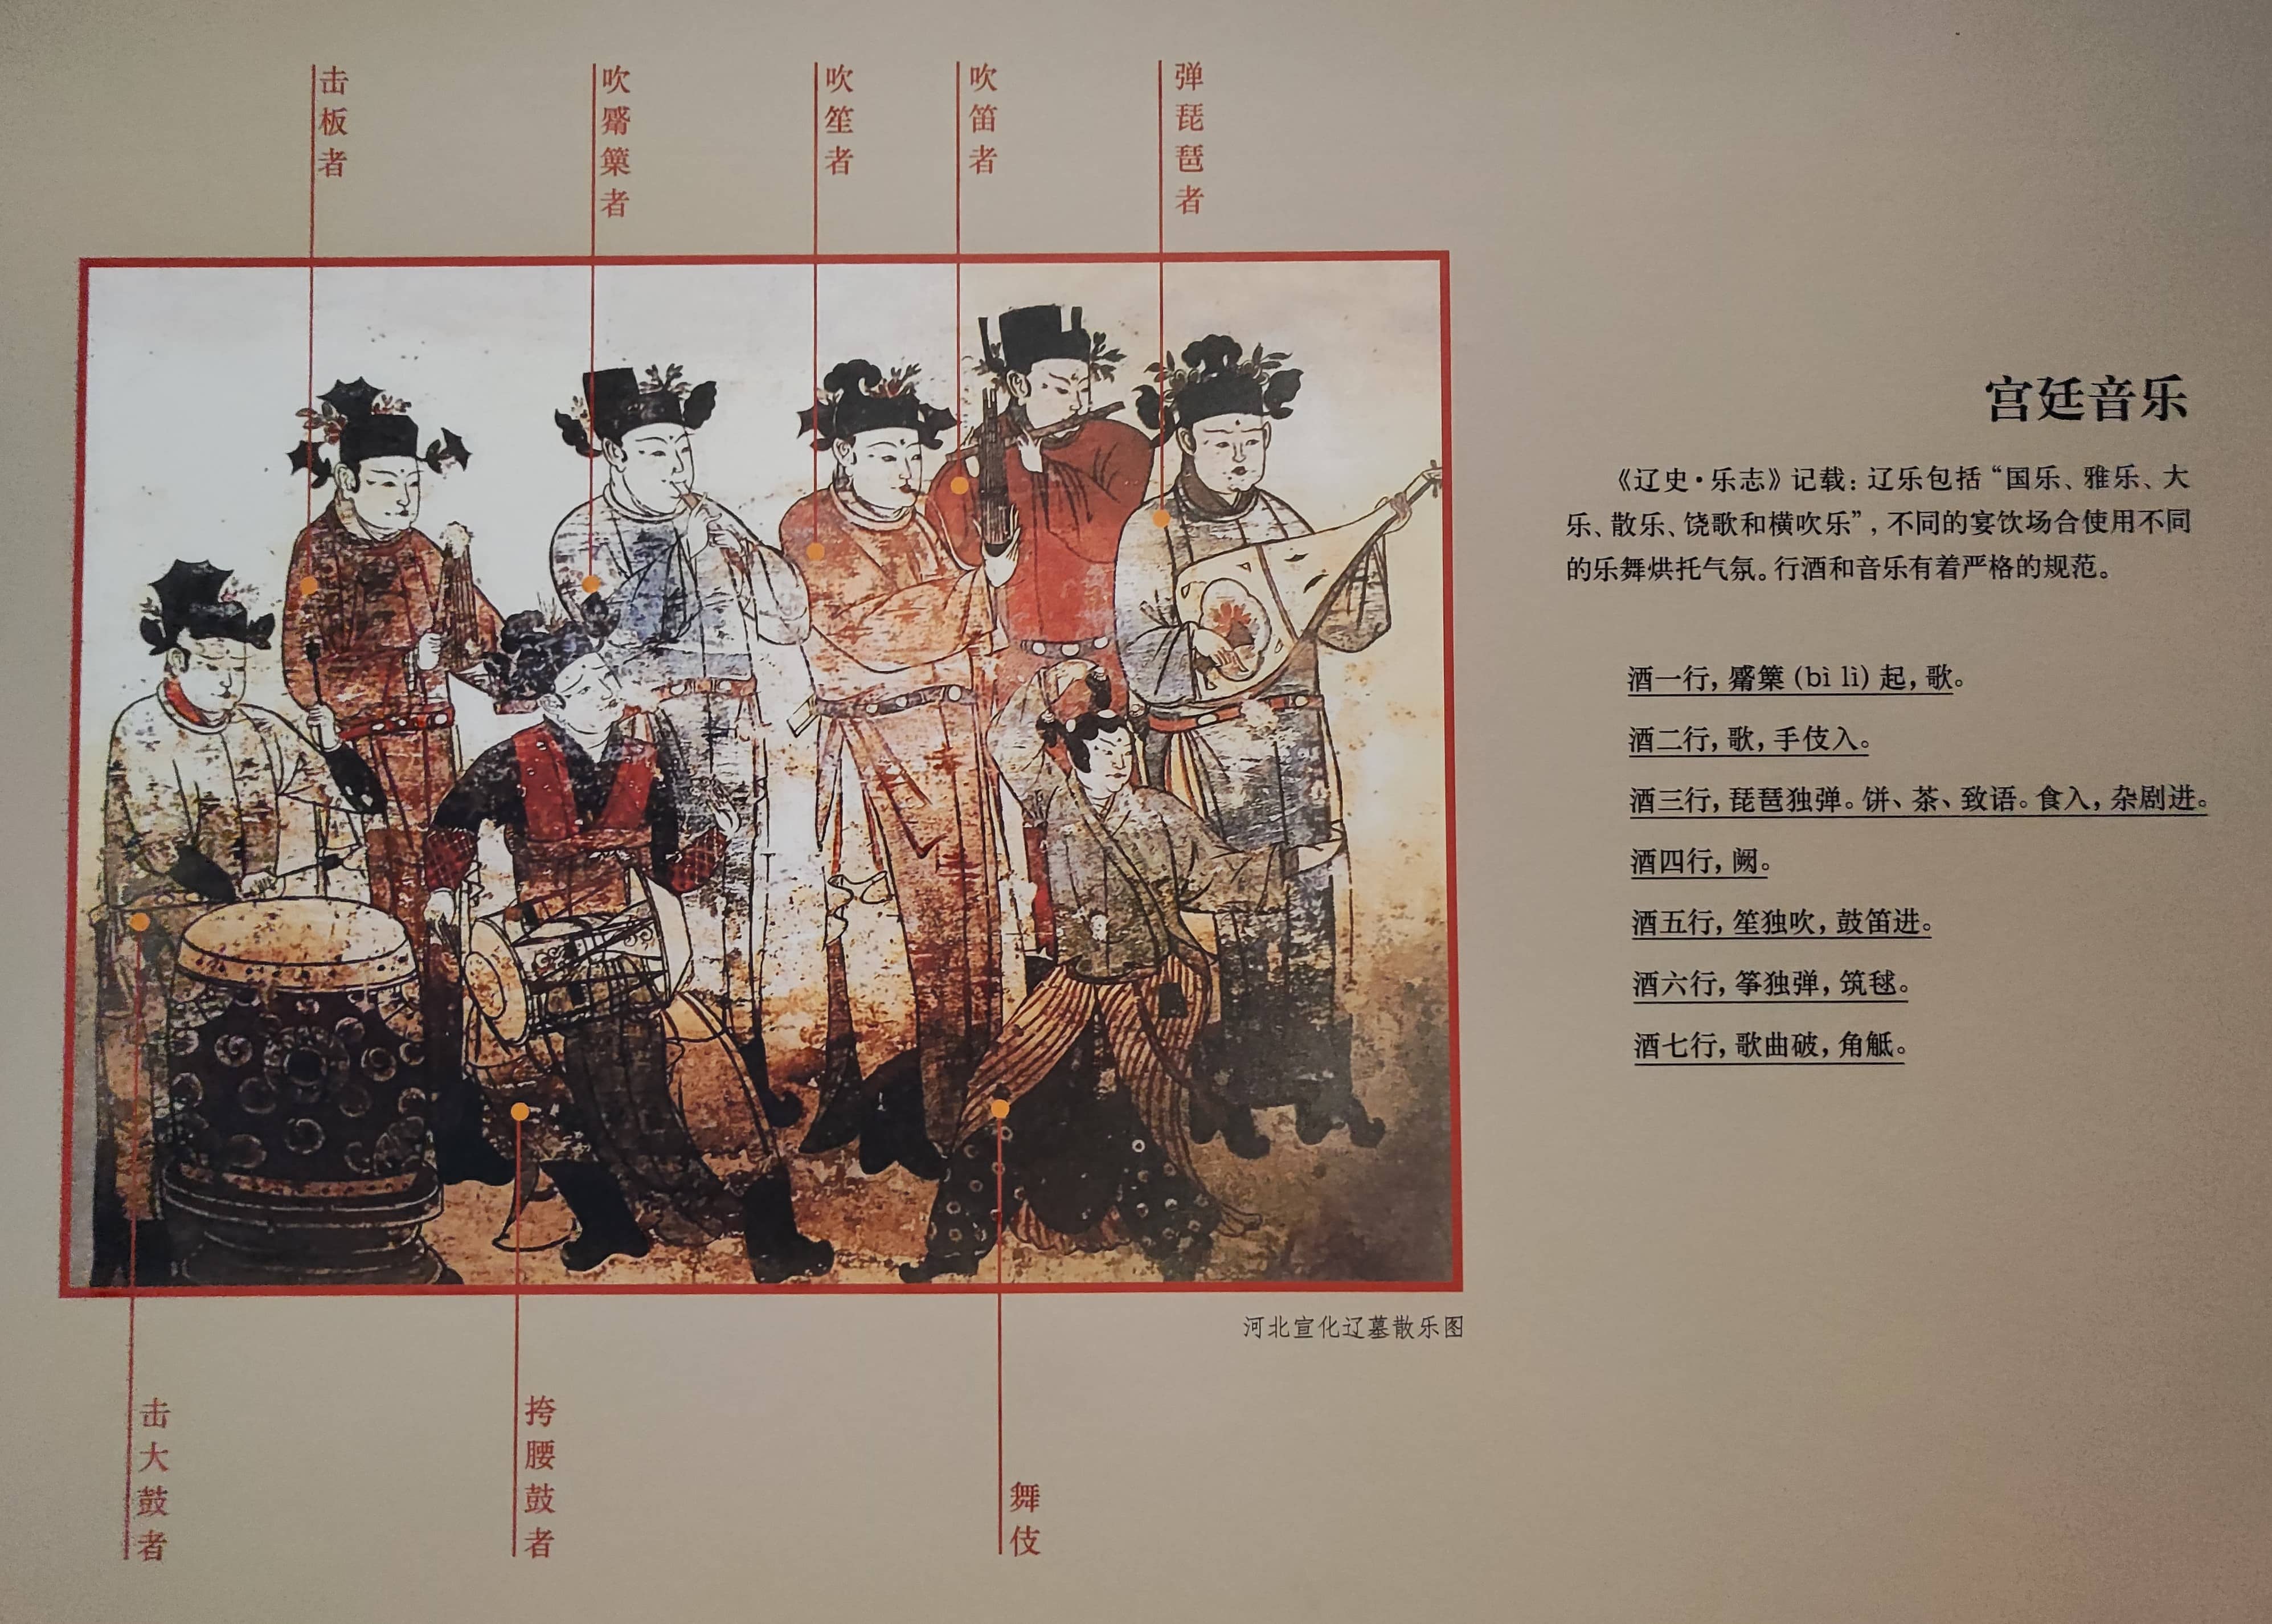 击板者
吹觱篥者
吹笙者
吹笛者
弹琵琶者
宫廷音乐
《辽史·乐志》记载：辽乐包括“国乐、雅乐、大
乐、散乐、饶歌和横吹乐”，不同的宴饮场合使用不同
的乐舞烘托气氛。行酒和音乐有着严格的规范。
酒一行，觱篥（bì lì）起，歌。
酒二行，歌，手伎入。
酒三行，琵琶独弹。饼、茶、致语。食入，杂剧进。
酒四行，阙。
酒五行，笙独吹，鼓笛进。
酒六行，筝独弹，筑毬。
酒七行，歌曲破，角觝。
河北宣化辽墓散乐图
击大鼓者
挎腰鼓者
舞伎